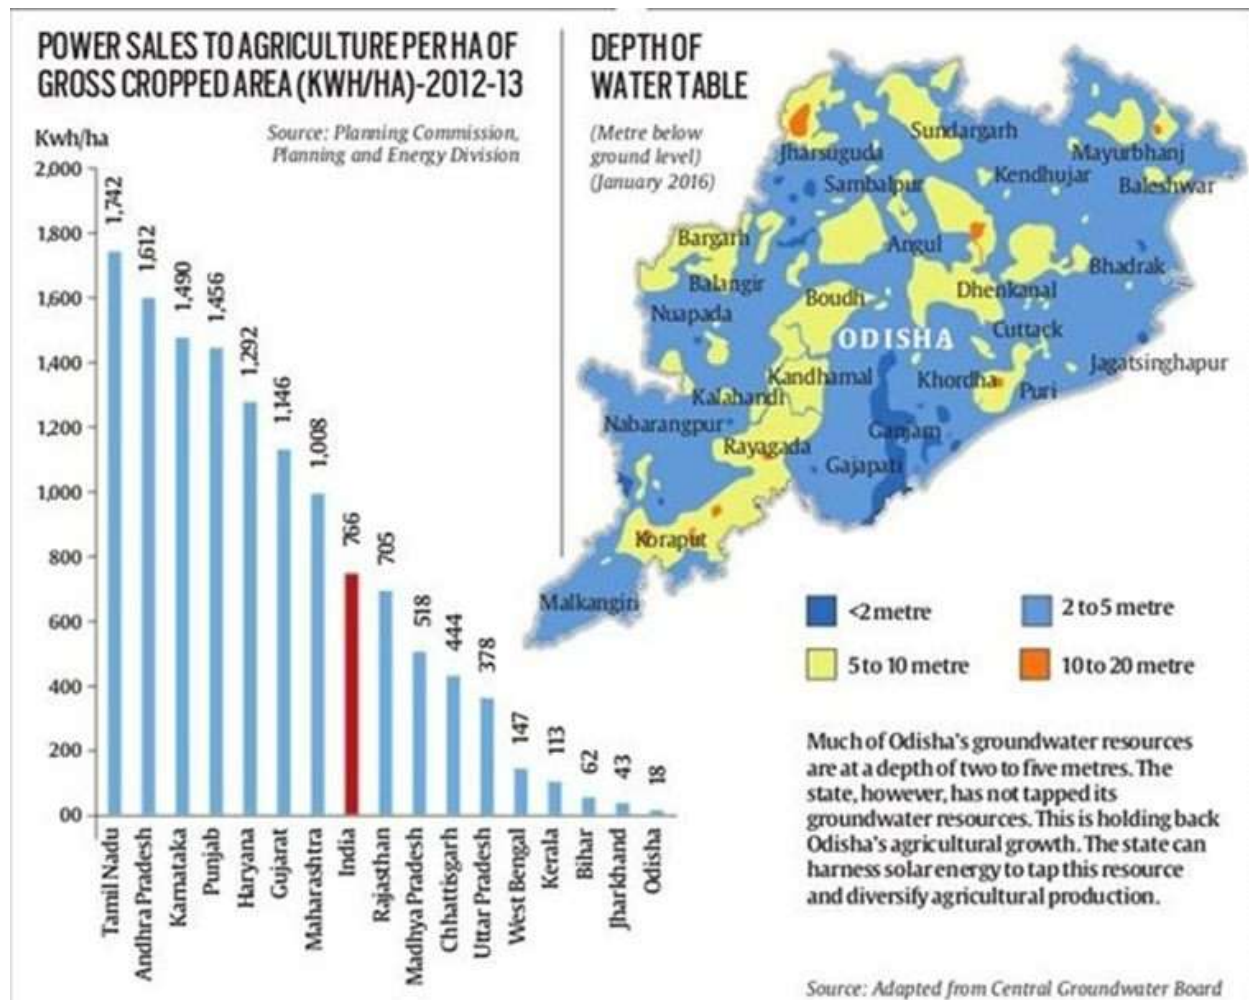 POWER SALES TO AGRICULTURE PER HA OF
GROSS CROPPED AREA (KWH/HA)-2012-13
Kwh/ha
Source: Planning Commission,
Planning and Energy Division
2,000
1,800
1,600
1,400
1,200
1,000
800
600
400
200
00
1,742
1,612
1,490
1,456
1,292
1,146
1,008
766
705
518
444
378
147
113
62
43
18
Tamil Nadu
Andhra Pradesh
Karnataka
Punjab
Haryana
Gujarat
Maharashtra
India
Rajasthan
Madhya Pradesh
Chhattisgarh
Uttar Pradesh
West Bengal
Kerala
Bihar
Jharkhand
Odisha
DEPTH OF
WATER TABLE
(Metre below
ground level)
(January 2016)
Sundargarh
Jharsuguda
Mayurbhanj
Kendhujar
Sambalpur
Baleshwar
Bargarh
Angul
Bhadrak
Balangir
Dhenkanal
Boudh
Nuapada
Cuttack
ODISHA
Jagatsinghapur
Kandhamal
Khordha
Puri
Kalahandi
Nabarangpur
Ganjam
Rayagada
Gajapati
Koraput
Malkangiri
<2 metre
2 to 5 metre
5 to 10 metre
10 to 20 metre
Much of Odisha's groundwater resources
are at a depth of two to five metres. The
state, however, has not tapped its
groundwater resources. This is holding back
Odisha's agricultural growth. The state can
harness solar energy to tap this resource
and diversify agricultural production.
Source: Adapted from Central Groundwater Board